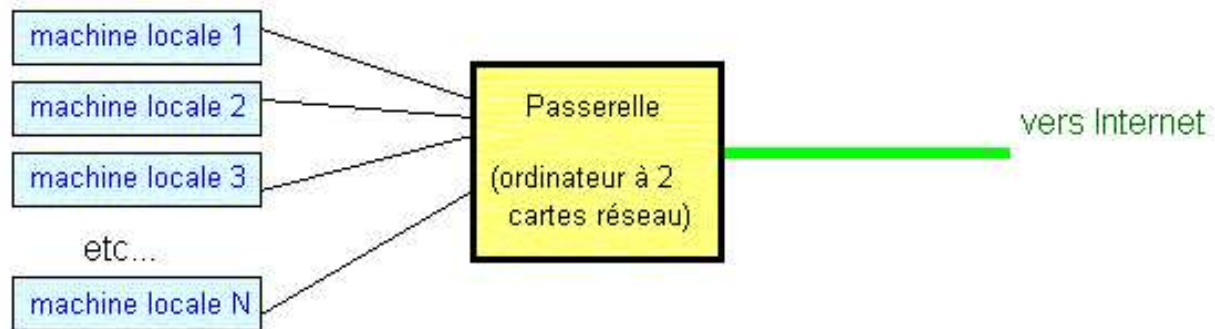 machine locale 1
machine locale 2
machine locale 3
etc...
machine locale N
Passerelle
(ordinateur à 2
cartes réseau)
vers Internet